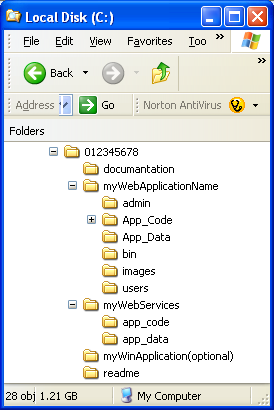 Local Disk (C:)
File Edit View Favorites Too »
Back
Address Go Norton AntiVirus
Folders
012345678
documantation
myWebApplicationName
admin
App_Code
App_Data
bin
images
users
myWebServices
app_code
app_data
myWinApplication(optional)
readme
28 obj 1.21 GB My Computer